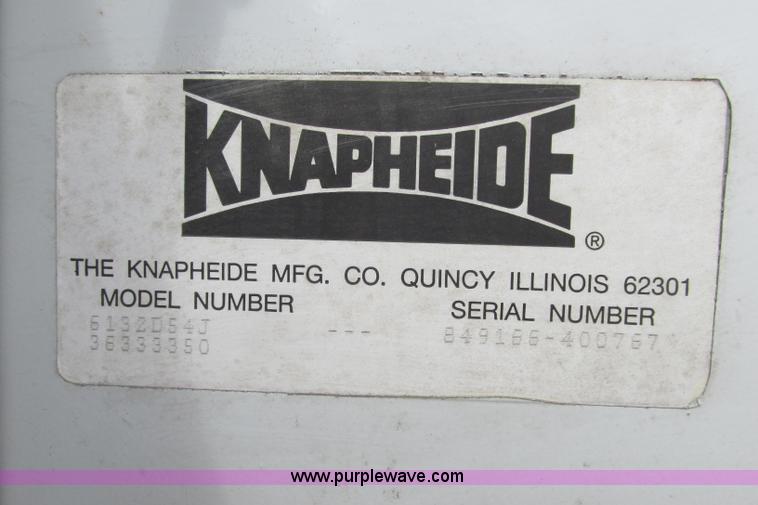 KNAPHEIDE ®
THE KNAPHEIDE MFG. CO. QUINCY ILLINOIS 62301
MODEL NUMBER SERIAL NUMBER
6132D54J --- 849166-400767
36333350
www.purplewave.com